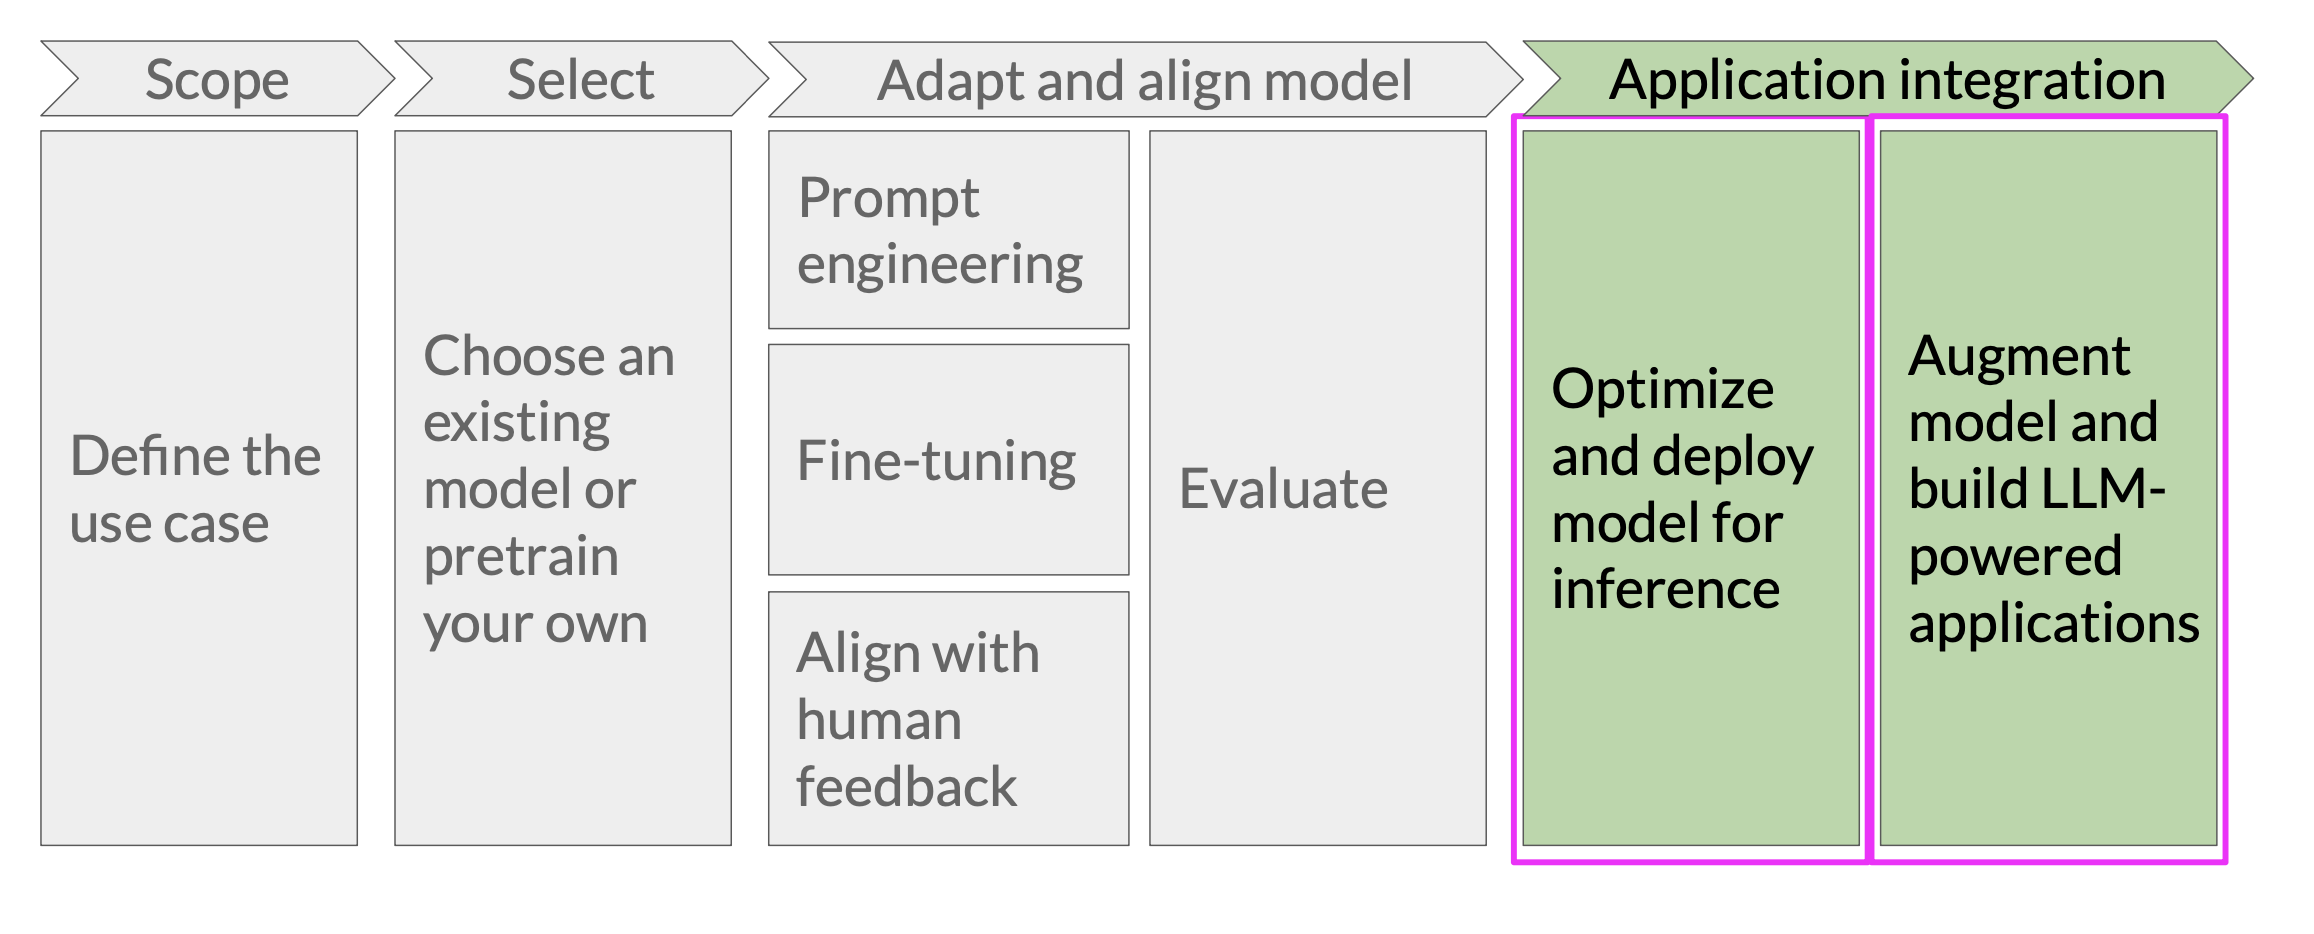 Scope
Select
Adapt and align model
Application integration
Define the
use case
Choose an
existing
model or
pretrain
your own
Prompt
engineering
Fine-tuning
Align with
human
feedback
Evaluate
Optimize
and deploy
model for
inference
Augment
model and
build LLM-
powered
applications